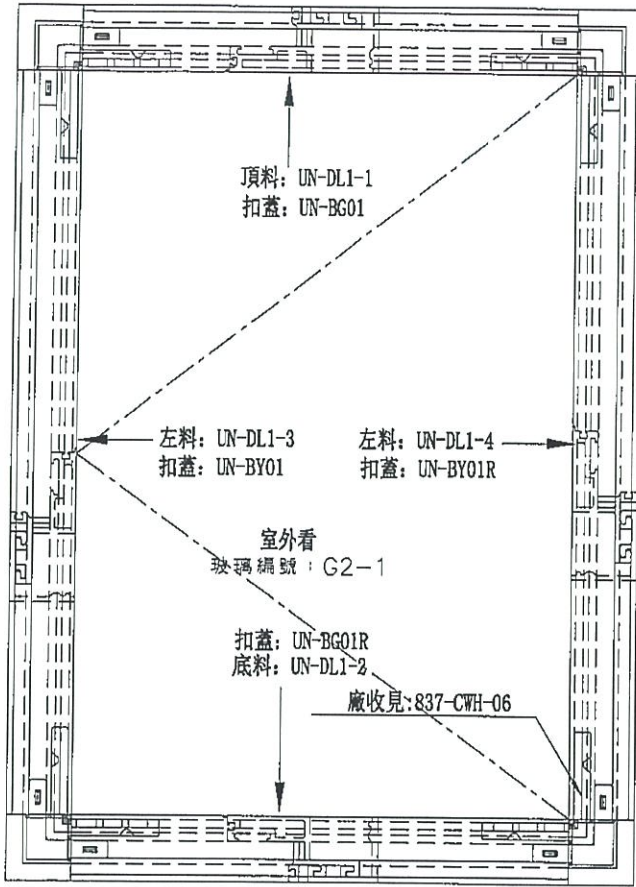 頂料: UN-DL1-1
扣蓋: UN-BG01
左料: UN-DL1-3
扣蓋: UN-BY01
左料: UN-DL1-4
扣蓋: UN-BY01R
室外看
玻璃編號：G2-1
扣蓋: UN-BG01R
底料: UN-DL1-2
廠收見:837-CWH-06